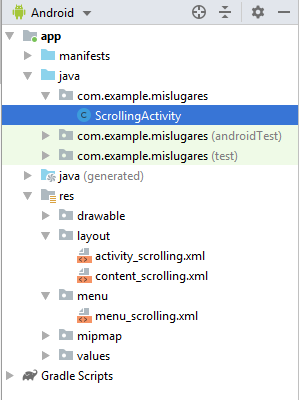 Android
app
manifests
java
com.example.mislugares
ScrollingActivity
com.example.mislugares (androidTest)
com.example.mislugares (test)
java (generated)
res
drawable
layout
activity_scrolling.xml
content_scrolling.xml
menu
menu_scrolling.xml
mipmap
values
Gradle Scripts